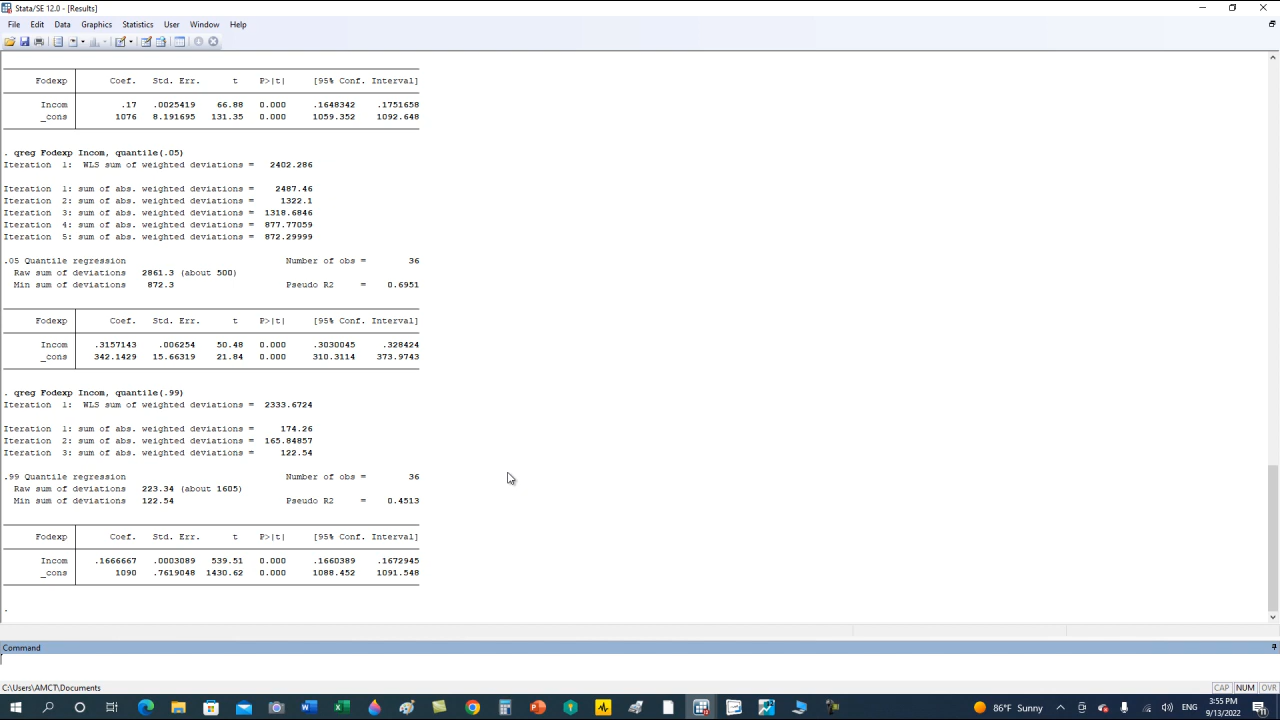 Stata/SE 12.0 - [Results]
File Edit Data Graphics Statistics User Window Help
Fodexp Coef. Std. Err. t P>|t| [95% Conf. Interval]
Incom .17 .0025419 66.88 0.000 .1648342 .1751658
_cons 1076 8.191695 131.35 0.000 1059.352 1092.648
. qreg Fodexp Incom, quantile(.05)
Iteration 1: WLS sum of weighted deviations = 2402.286
Iteration 1: sum of abs. weighted deviations = 2487.46
Iteration 2: sum of abs. weighted deviations = 1322.1
Iteration 3: sum of abs. weighted deviations = 1318.6846
Iteration 4: sum of abs. weighted deviations = 877.77059
Iteration 5: sum of abs. weighted deviations = 872.29999
.05 Quantile regression Number of obs = 36
Raw sum of deviations 2861.3 (about 500)
Min sum of deviations 872.3 Pseudo R2 = 0.6951
Fodexp Coef. Std. Err. t P>|t| [95% Conf. Interval]
Incom .3157143 .006254 50.48 0.000 .3030045 .328424
_cons 342.1429 15.66319 21.84 0.000 310.3114 373.9743
. qreg Fodexp Incom, quantile(.99)
Iteration 1: WLS sum of weighted deviations = 2333.6724
Iteration 1: sum of abs. weighted deviations = 174.26
Iteration 2: sum of abs. weighted deviations = 165.84857
Iteration 3: sum of abs. weighted deviations = 122.54
.99 Quantile regression Number of obs = 36
Raw sum of deviations 223.34 (about 1605)
Min sum of deviations 122.54 Pseudo R2 = 0.4513
Fodexp Coef. Std. Err. t P>|t| [95% Conf. Interval]
Incom .1666667 .0003089 539.51 0.000 .1660389 .1672945
_cons 1090 .7619048 1430.62 0.000 1088.452 1091.548
.
Command
C:\Users\AMCT\Documents CAP NUM OVR
86°F Sunny ENG 3:55 PM
9/13/2022